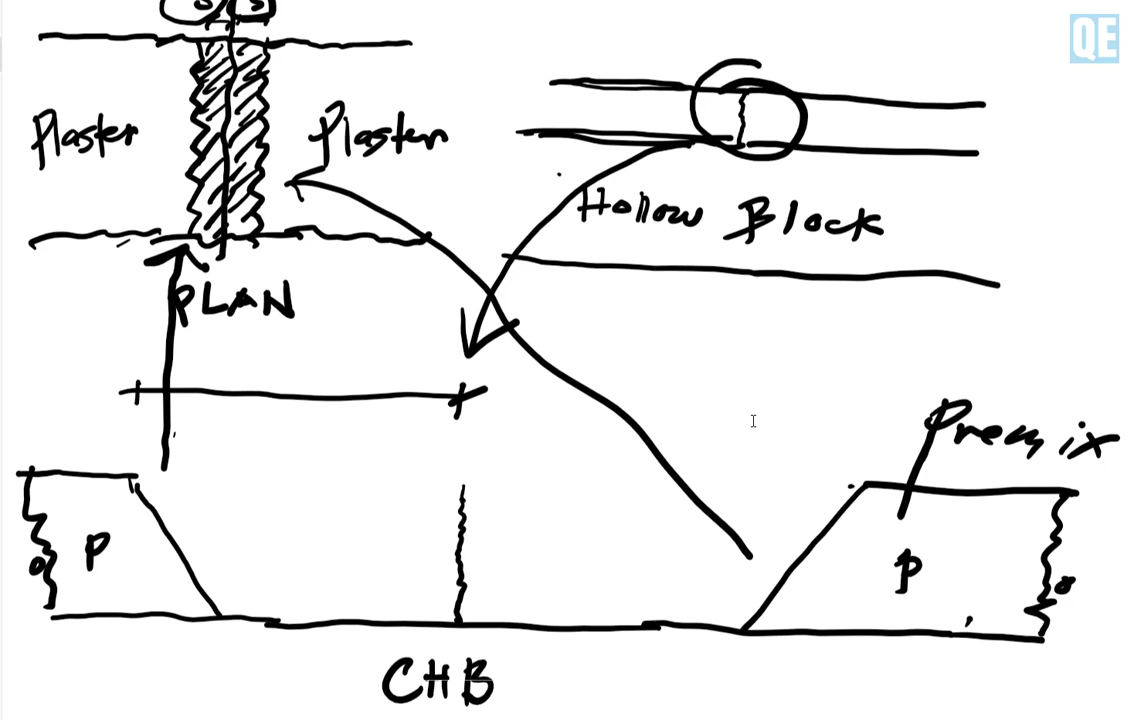 QE
Plaster
Plaster
Hollow Block
PLAN
Premix
P
P
CHB